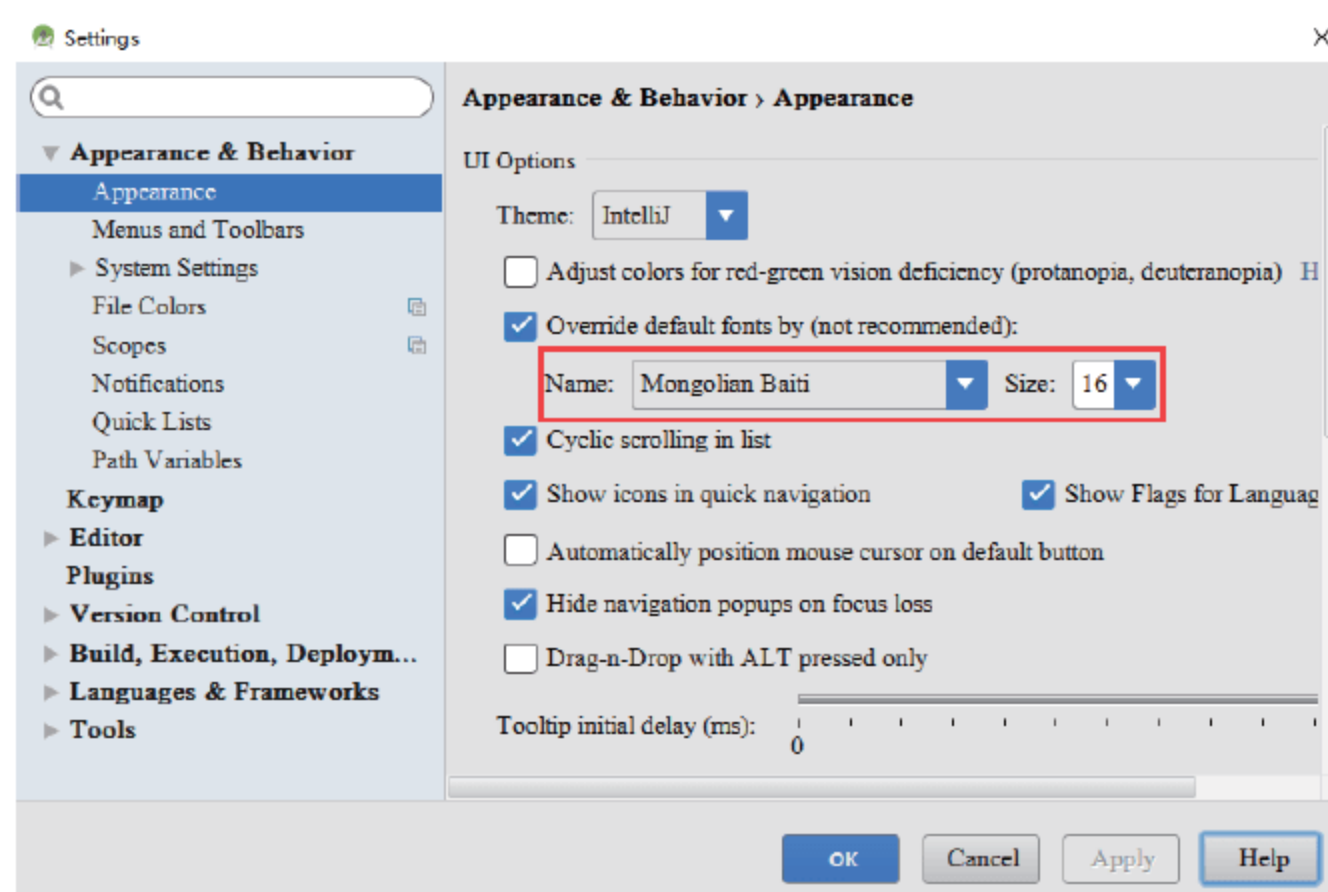 Settings
Appearance & Behavior
Appearance
Menus and Toolbars
System Settings
File Colors
Scopes
Notifications
Quick Lists
Path Variables
Keymap
Editor
Plugins
Version Control
Build, Execution, Deploym...
Languages & Frameworks
Tools
Appearance & Behavior › Appearance
UI Options
Theme: IntelliJ
Adjust colors for red-green vision deficiency (protanopia, deuteranopia) H
Override default fonts by (not recommended):
Name: Mongolian Baiti Size: 16
Cyclic scrolling in list
Show icons in quick navigation Show Flags for Languag
Automatically position mouse cursor on default button
Hide navigation popups on focus loss
Drag-n-Drop with ALT pressed only
Tooltip initial delay (ms):
0
OK Cancel Apply Help